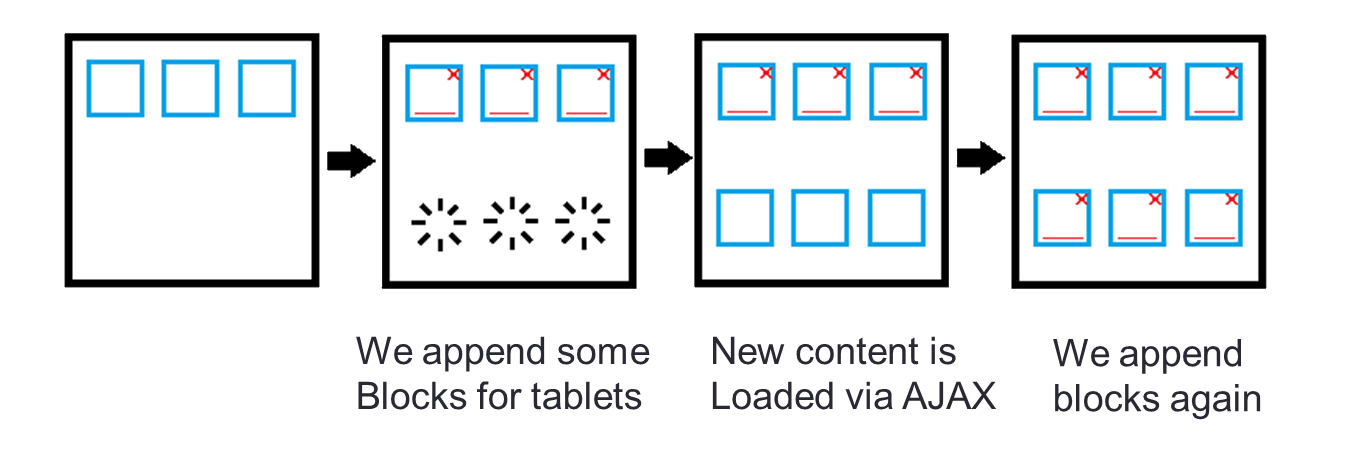 We append some
Blocks for tablets
New content is
Loaded via AJAX
We append
blocks again